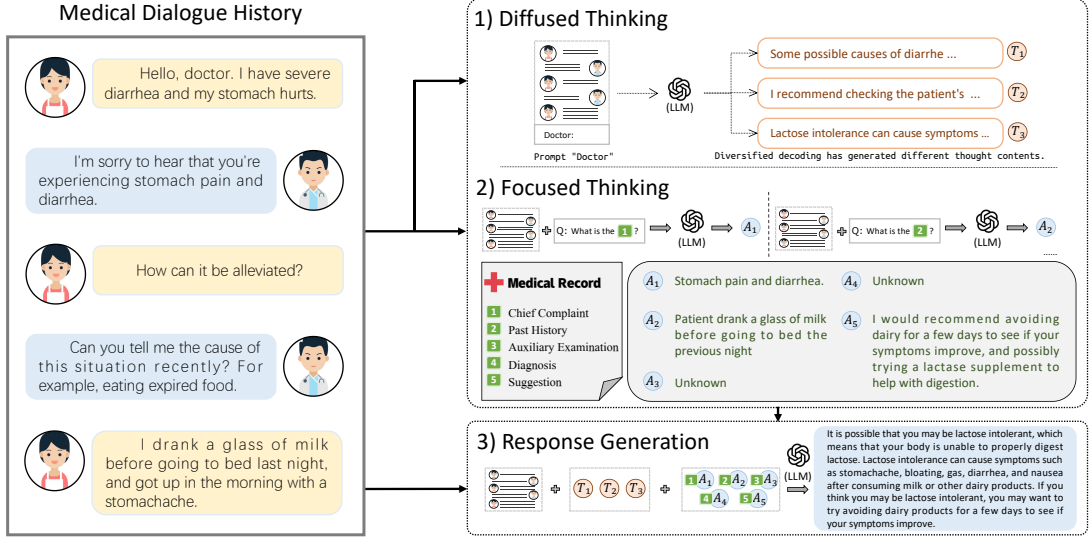 Medical Dialogue History
Hello, doctor. I have severe
diarrhea and my stomach hurts.
I'm sorry to hear that you're
experiencing stomach pain and
diarrhea.
How can it be alleviated?
Can you tell me the cause of
this situation recently? For
example, eating expired food.
I drank a glass of milk
before going to bed last night,
and got up in the morning with a
stomachache.
1) Diffused Thinking
Doctor:
Prompt "Doctor"
(LLM)
Some possible causes of diarrhe ...
T1
I recommend checking the patient's ...
T2
Lactose intolerance can cause symptoms ...
T3
Diversified decoding has generated different thought contents.
2) Focused Thinking
+ Q: What is the 1 ?
(LLM)
A1
+ Q: What is the 2 ?
(LLM)
A2
......
Medical Record
1 Chief Complaint
2 Past History
3 Auxiliary Examination
4 Diagnosis
5 Suggestion
A1 Stomach pain and diarrhea.
A2 Patient drank a glass of milk
before going to bed the
previous night
A3 Unknown
A4 Unknown
A5 I would recommend avoiding
dairy for a few days to see if your
symptoms improve, and possibly
trying a lactase supplement to
help with digestion.
3) Response Generation
+ T1 T2 T3 + 1 A1 2 A2 3 A3
4 A4 5 A5
(LLM)
It is possible that you may be lactose intolerant, which
means that your body is unable to properly digest
lactose. Lactose intolerance can cause symptoms such
as stomachache, bloating, gas, diarrhea, and nausea
after consuming milk or other dairy products. If you
think you may be lactose intolerant, you may want to
try avoiding dairy products for a few days to see if
your symptoms improve.